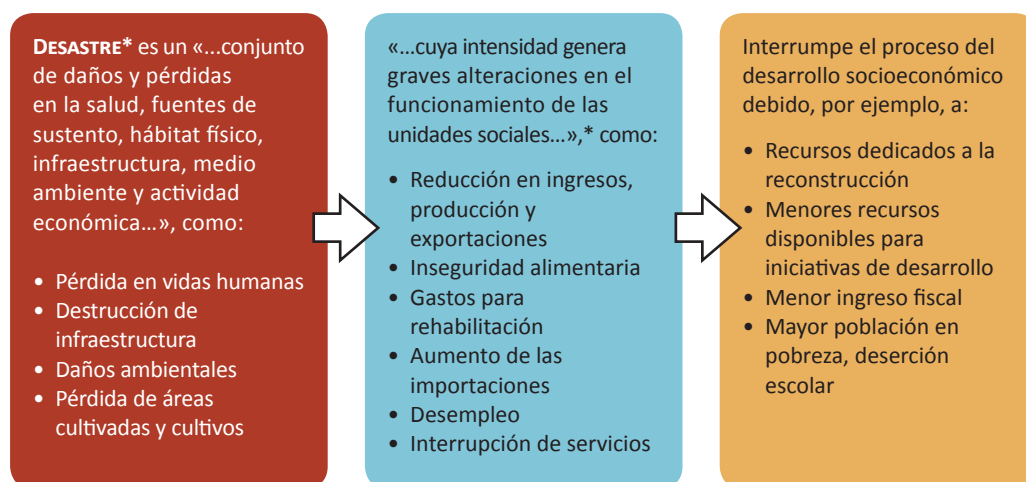 DESASTRE* es un «...conjunto
de daños y pérdidas
en la salud, fuentes de
sustento, hábitat físico,
infraestructura, medio
ambiente y actividad
económica...», como:
• Pérdida en vidas humanas
• Destrucción de
infraestructura
• Daños ambientales
• Pérdida de áreas
cultivadas y cultivos
«...cuya intensidad genera
graves alteraciones en el
funcionamiento de las
unidades sociales...»,* como:
• Reducción en ingresos,
producción y
exportaciones
• Inseguridad alimentaria
• Gastos para
rehabilitación
• Aumento de las
importaciones
• Desempleo
• Interrupción de servicios
Interrumpe el proceso del
desarrollo socioeconómico
debido, por ejemplo, a:
• Recursos dedicados a la
reconstrucción
• Menores recursos
disponibles para
iniciativas de desarrollo
• Menor ingreso fiscal
• Mayor población en
pobreza, deserción
escolar